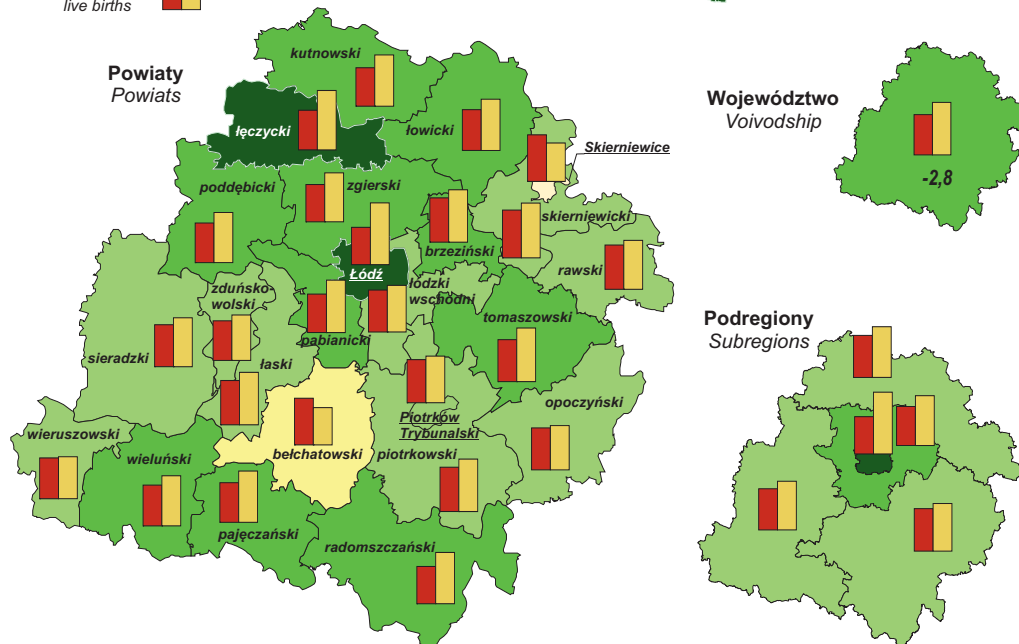 live births
Powiaty
Powiats
kutnowski
łęczycki
łowicki
Skierniewice
poddębicki
zgierski
skierniewicki
brzeziński
rawski
Łódź
łódzki
wschodni
zduńsko-
wolski
pabianicki
tomaszowski
sieradzki
łaski
opoczyński
Piotrków
Trybunalski
wieruszowski
wieluński
bełchatowski
piotrkowski
pajęczański
radomszczański
Województwo
Voivodship
-2,8
Podregiony
Subregions